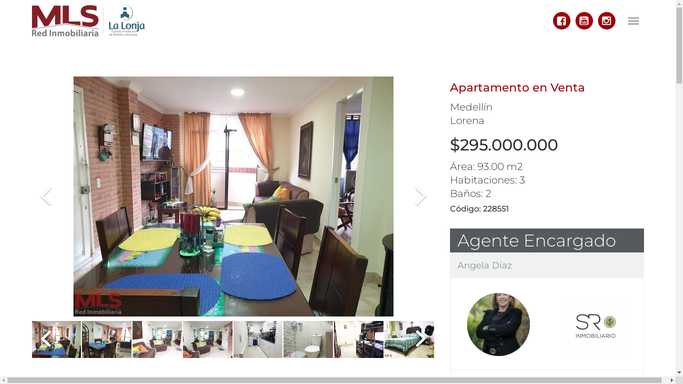 MLS
Red Inmobiliaria
La Lonja
Apartamento en Venta
Medellín
Lorena
$295.000.000
Área: 93.00 m2
Habitaciones: 3
Baños: 2
Código: 228551
Agente Encargado
Angela Diaz
MLS
Red Inmobiliaria
SR
INMOBILIARIO